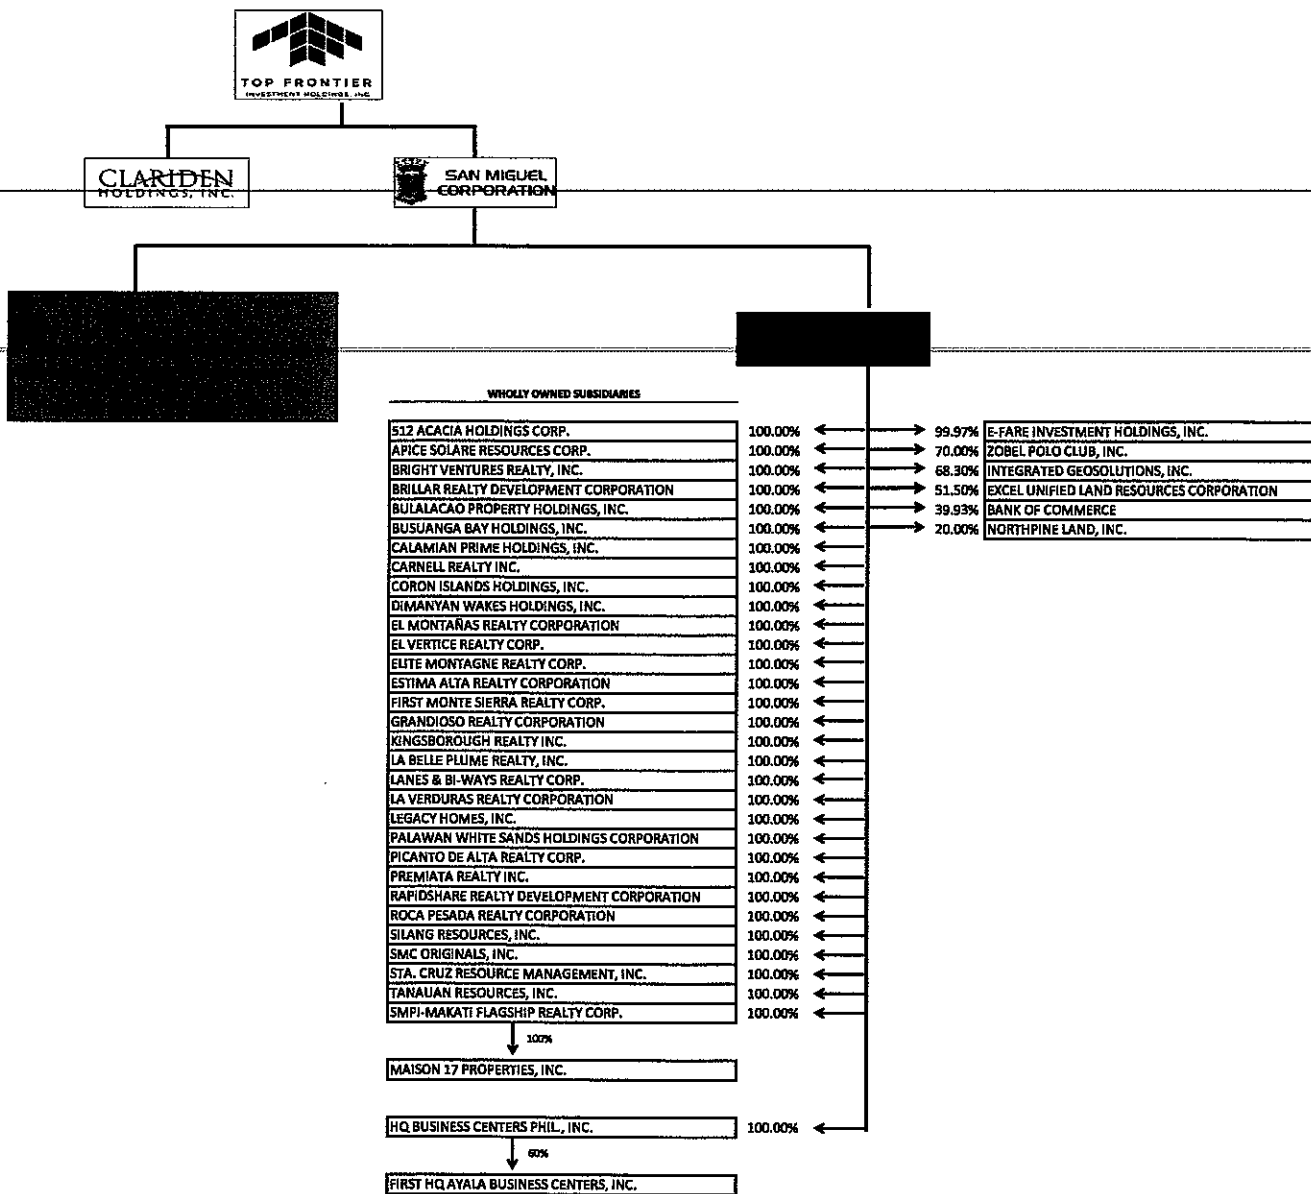 TOP FRONTIER
INVESTMENT HOLDINGS, INC.
CLARIDEN
HOLDINGS, INC.
SAN MIGUEL
CORPORATION
WHOLLY OWNED SUBSIDIARIES
512 ACACIA HOLDINGS CORP. 100.00% 99.97% E-FARE INVESTMENT HOLDINGS, INC.
APICE SOLARE RESOURCES CORP. 100.00% 70.00% ZOBEL POLO CLUB, INC.
BRIGHT VENTURES REALTY, INC. 100.00% 68.30% INTEGRATED GEOSOLUTIONS, INC.
BRILLAR REALTY DEVELOPMENT CORPORATION 100.00% 51.50% EXCEL UNIFIED LAND RESOURCES CORPORATION
BULALACAO PROPERTY HOLDINGS, INC. 100.00% 39.93% BANK OF COMMERCE
BUSUANGA BAY HOLDINGS, INC. 100.00% 20.00% NORTHPINE LAND, INC.
CALAMIAN PRIME HOLDINGS, INC. 100.00%
CARNELL REALTY INC. 100.00%
CORON ISLANDS HOLDINGS, INC. 100.00%
DIMANYAN WAKES HOLDINGS, INC. 100.00%
EL MONTAÑAS REALTY CORPORATION 100.00%
EL VERTICE REALTY CORP. 100.00%
ELITE MONTAGNE REALTY CORP. 100.00%
ESTIMA ALTA REALTY CORPORATION 100.00%
FIRST MONTE SIERRA REALTY CORP. 100.00%
GRANDIOSO REALTY CORPORATION 100.00%
KINGSBOROUGH REALTY INC. 100.00%
LA BELLE PLUME REALTY, INC. 100.00%
LANES & BI-WAYS REALTY CORP. 100.00%
LA VERDURAS REALTY CORPORATION 100.00%
LEGACY HOMES, INC. 100.00%
PALAWAN WHITE SANDS HOLDINGS CORPORATION 100.00%
PICANTO DE ALTA REALTY CORP. 100.00%
PREMIATA REALTY INC. 100.00%
RAPIDSHARE REALTY DEVELOPMENT CORPORATION 100.00%
ROCA PESADA REALTY CORPORATION 100.00%
SILANG RESOURCES, INC. 100.00%
SMC ORIGINALS, INC. 100.00%
STA. CRUZ RESOURCE MANAGEMENT, INC. 100.00%
TANAUAN RESOURCES, INC. 100.00%
SMPI-MAKATI FLAGSHIP REALTY CORP. 100.00%
100%
MAISON 17 PROPERTIES, INC.
HQ BUSINESS CENTERS PHIL., INC. 100.00%
60%
FIRST HQ AYALA BUSINESS CENTERS, INC.